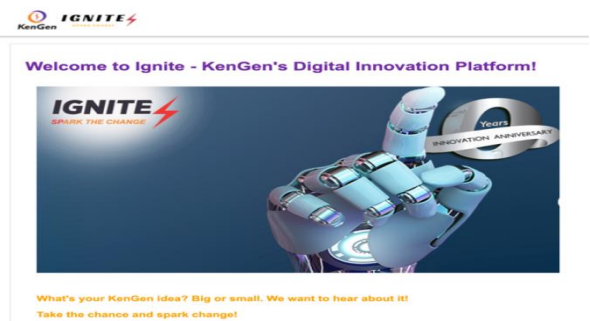 KenGen
IGNITE
Welcome to Ignite - KenGen's Digital Innovation Platform!
IGNITE
SPARK THE CHANGE
Years
INNOVATION ANNIVERSARY
What's your KenGen idea? Big or small. We want to hear about it!
Take the chance and spark change!